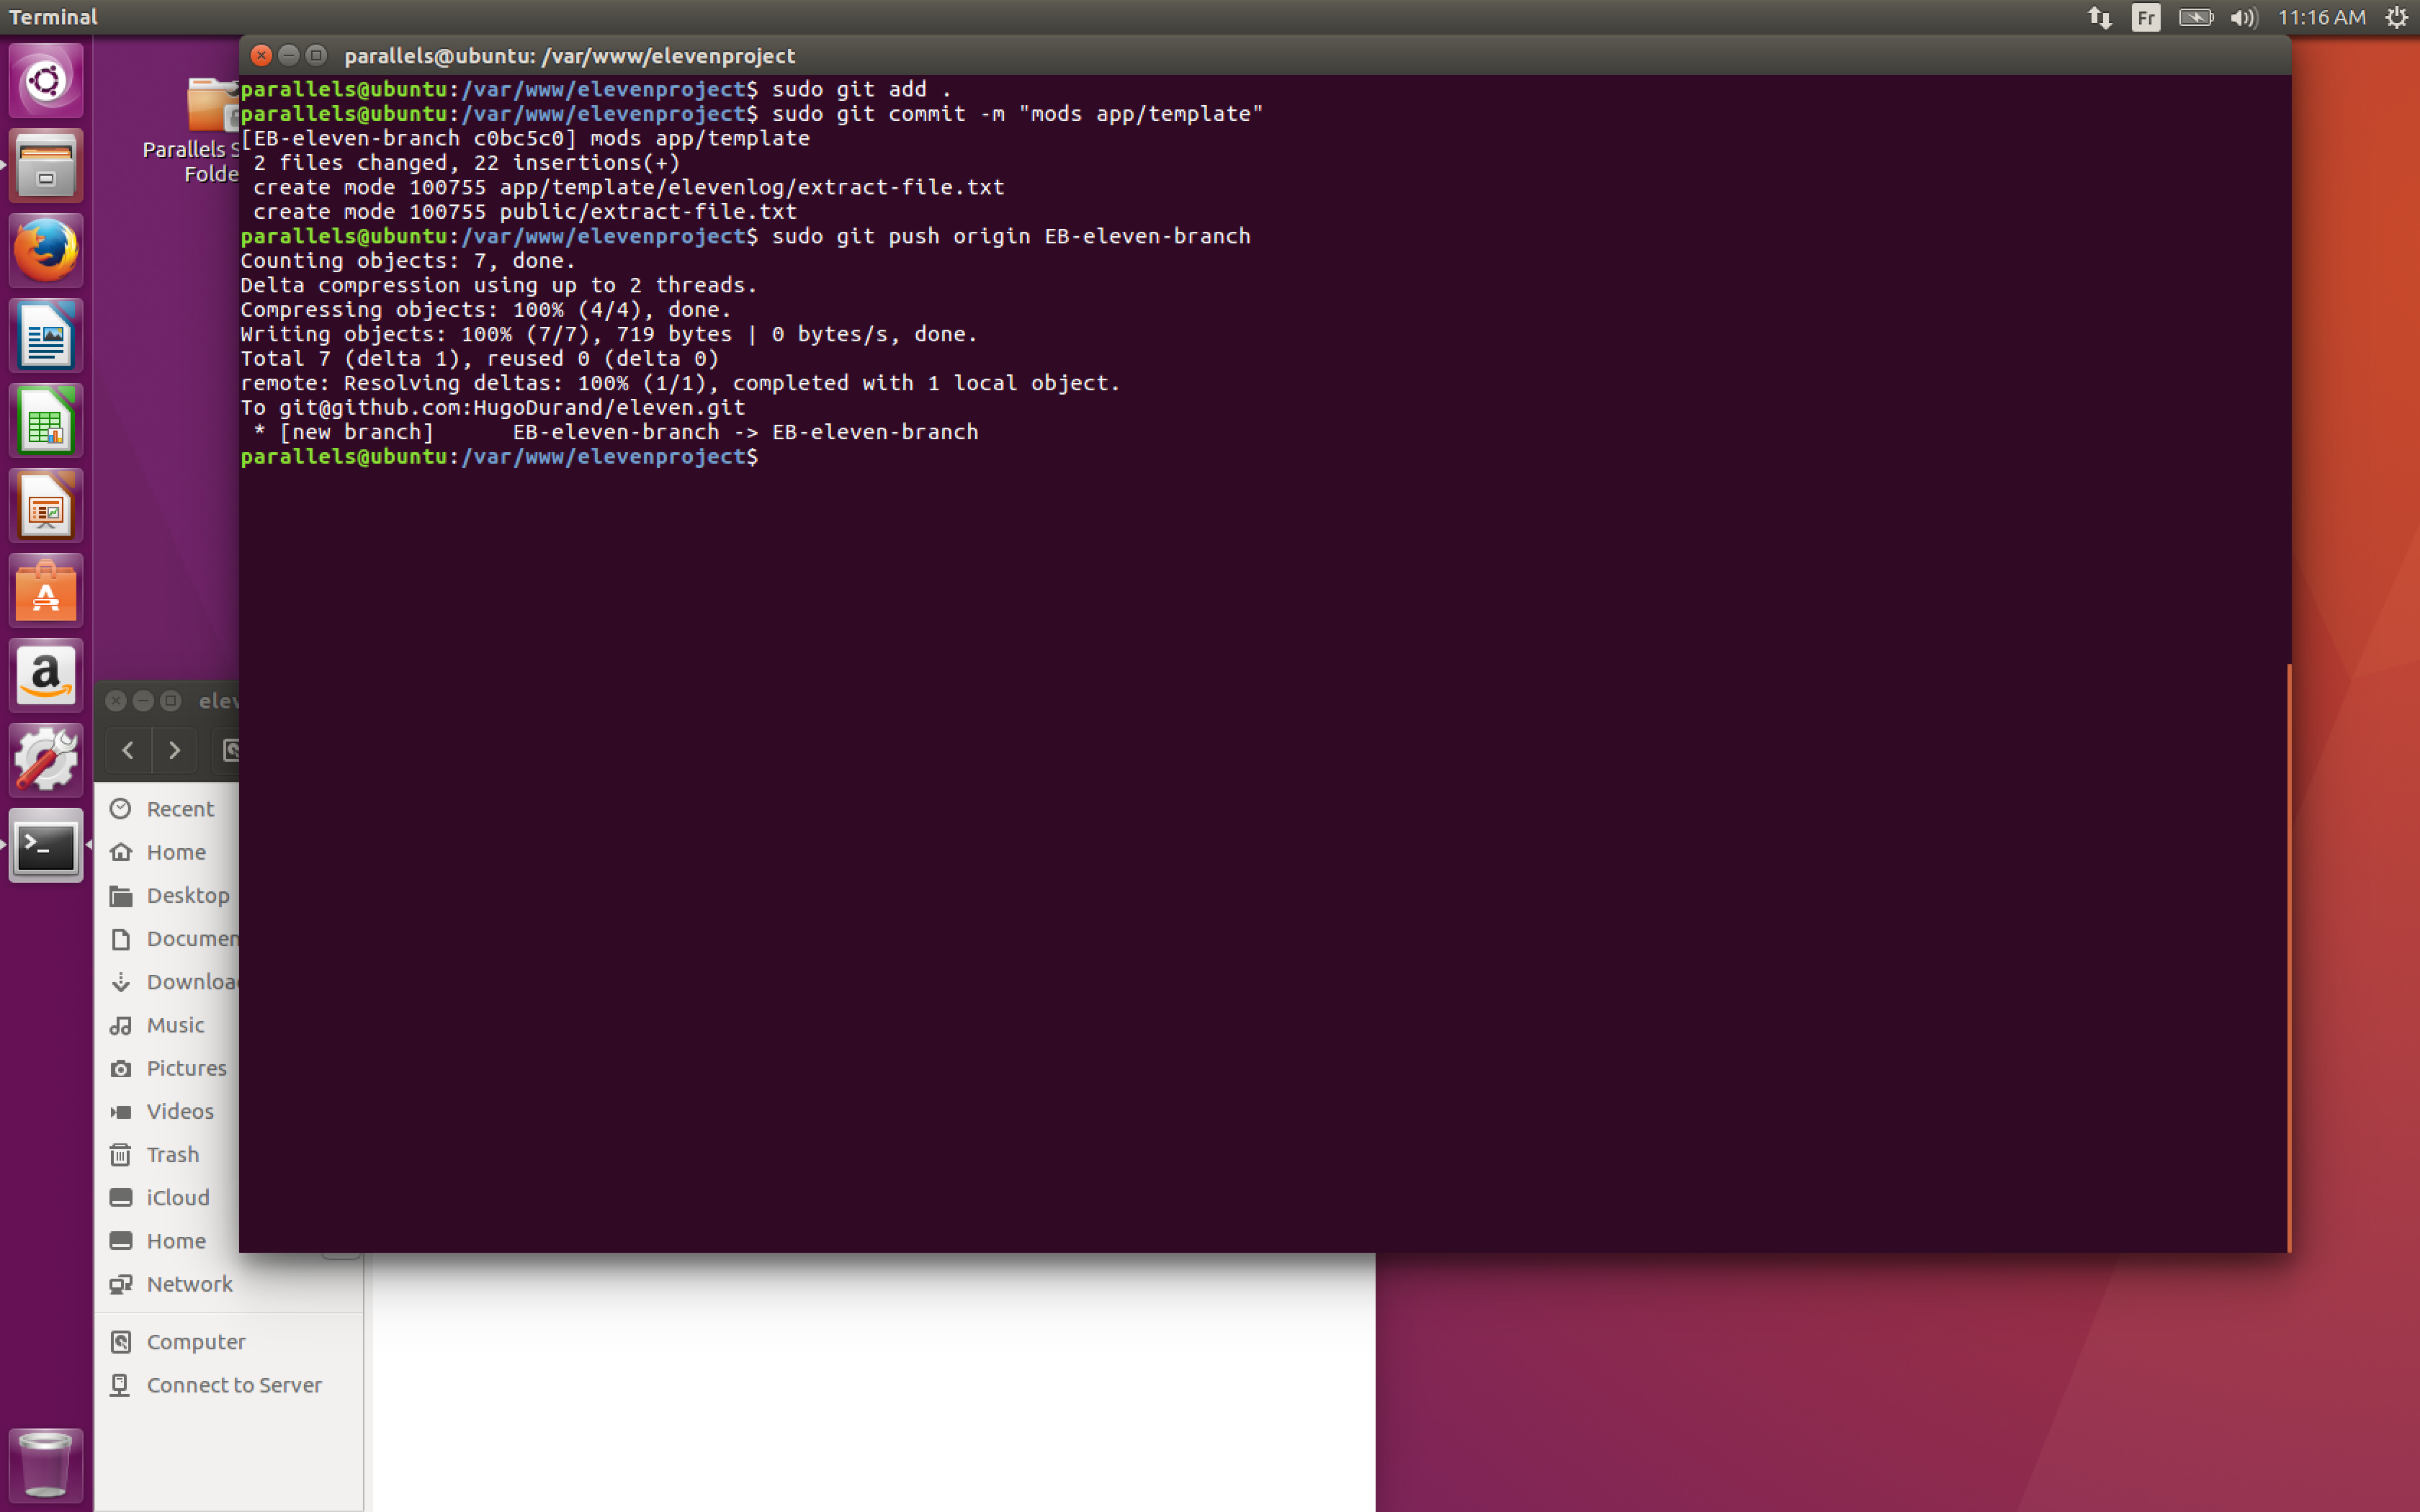 Terminal
Fr
11:16 AM
Parallels S
Folde
parallels@ubuntu: /var/www/elevenproject
parallels@ubuntu:/var/www/elevenproject$ sudo git add .
parallels@ubuntu:/var/www/elevenproject$ sudo git commit -m "mods app/template"
[EB-eleven-branch c0bc5c0] mods app/template
 2 files changed, 22 insertions(+)
 create mode 100755 app/template/elevenlog/extract-file.txt
 create mode 100755 public/extract-file.txt
parallels@ubuntu:/var/www/elevenproject$ sudo git push origin EB-eleven-branch
Counting objects: 7, done.
Delta compression using up to 2 threads.
Compressing objects: 100% (4/4), done.
Writing objects: 100% (7/7), 719 bytes | 0 bytes/s, done.
Total 7 (delta 1), reused 0 (delta 0)
remote: Resolving deltas: 100% (1/1), completed with 1 local object.
To git@github.com:HugoDurand/eleven.git
 * [new branch]      EB-eleven-branch -> EB-eleven-branch
parallels@ubuntu:/var/www/elevenproject$
elev
Recent
Home
Desktop
Documen
Downloa
Music
Pictures
Videos
Trash
iCloud
Home
Network
Computer
Connect to Server